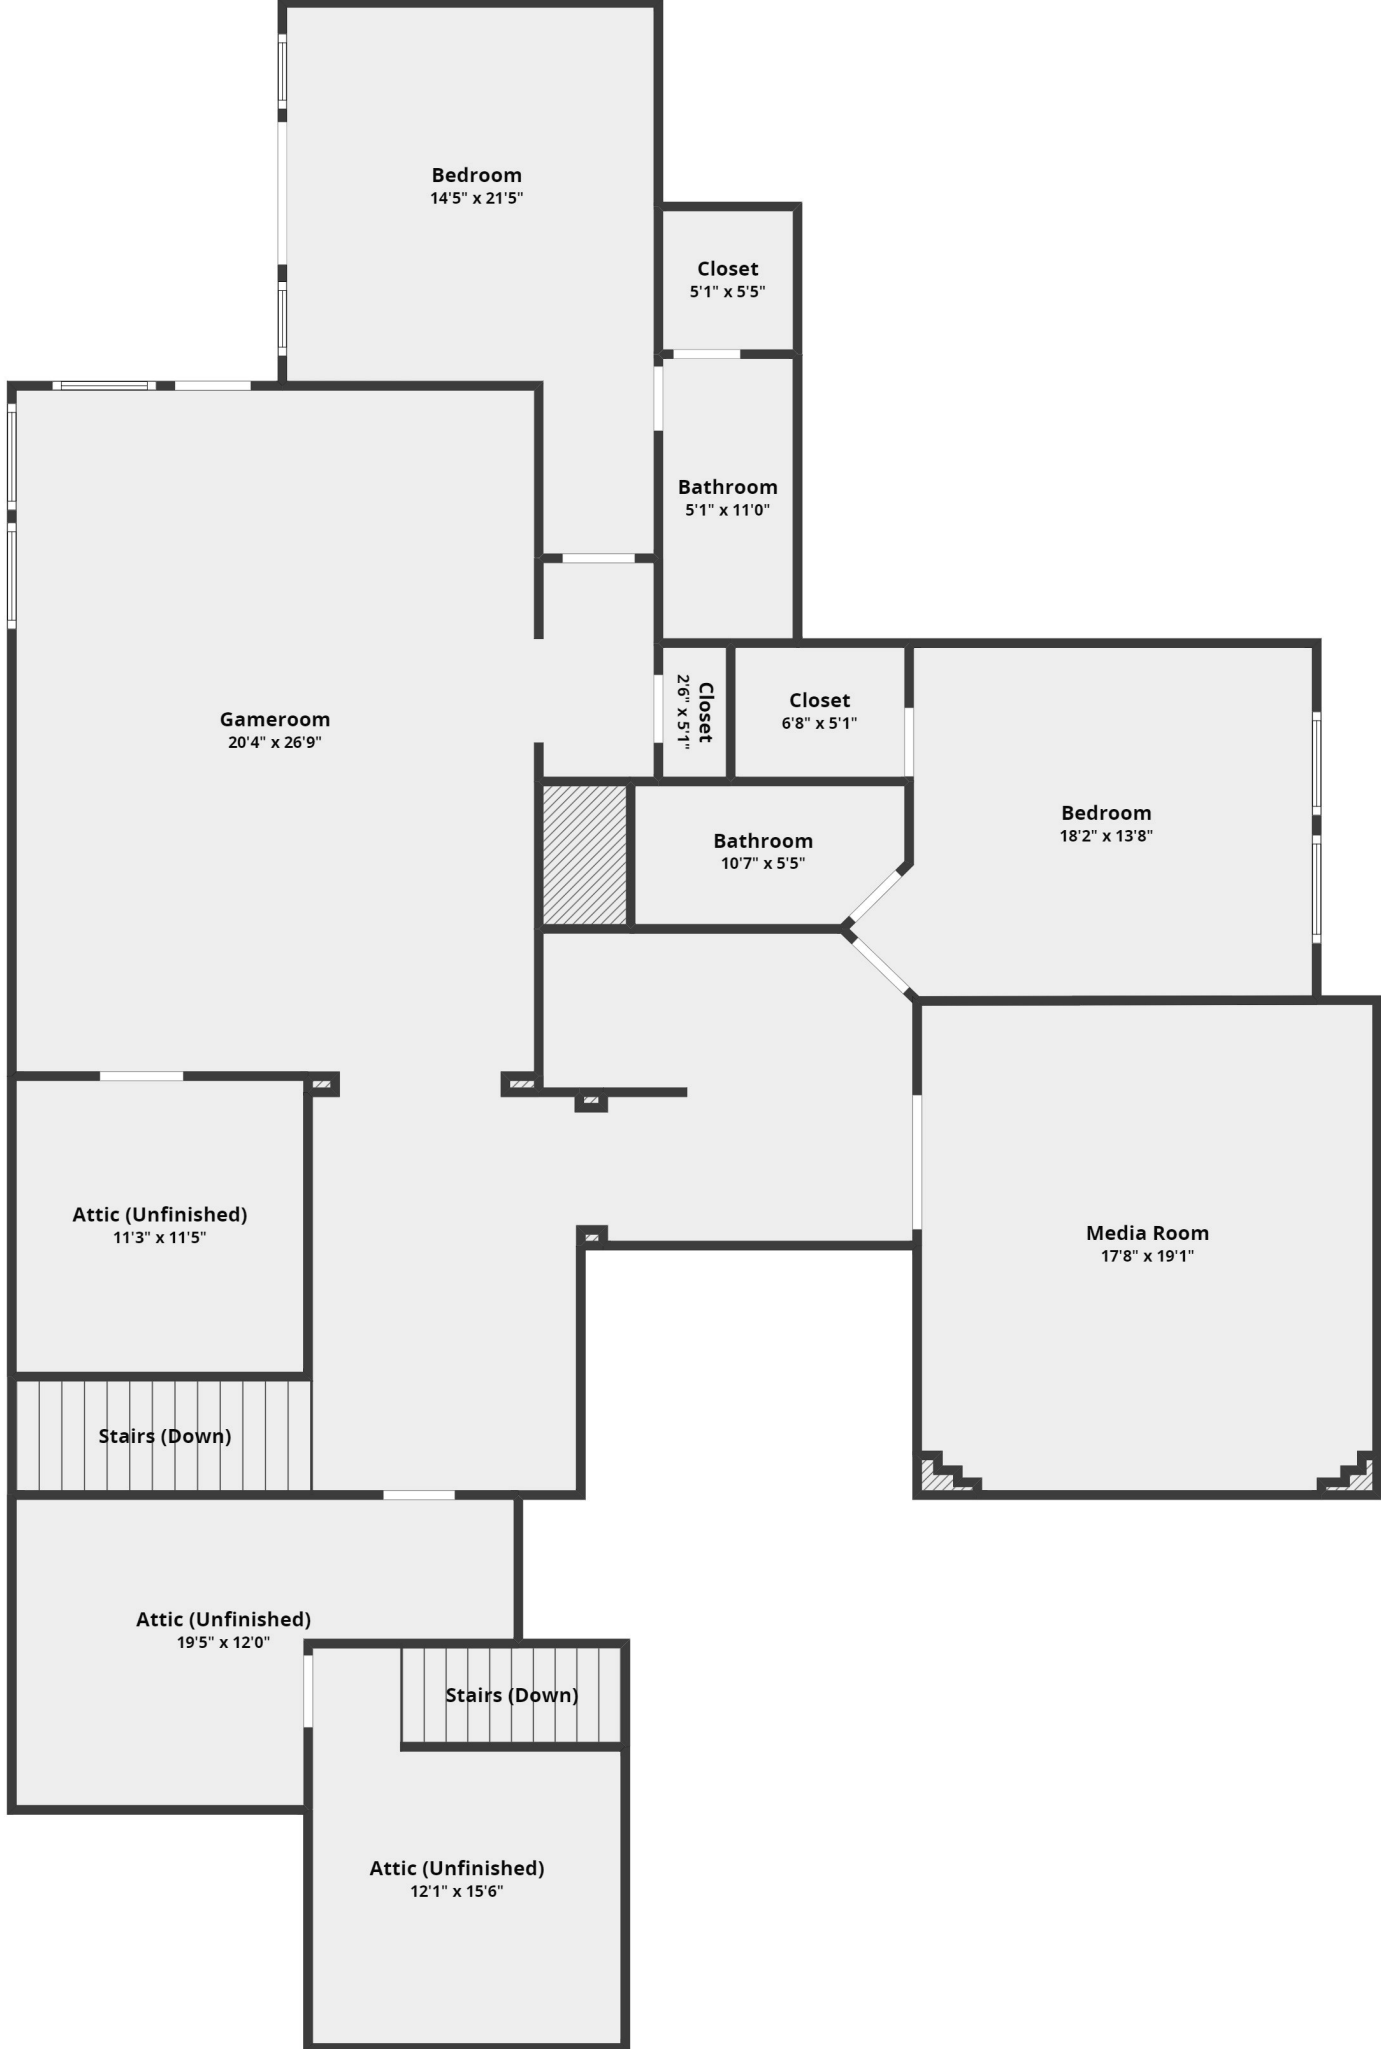 Bedroom
14'5" x 21'5"
Closet
5'1" x 5'5"
Bathroom
5'1" x 11'0"
Gameroom
20'4" x 26'9"
Closet
2'6" x 5'1"
Closet
6'8" x 5'1"
Bedroom
18'2" x 13'8"
Bathroom
10'7" x 5'5"
Attic (Unfinished)
11'3" x 11'5"
Media Room
17'8" x 19'1"
Stairs (Down)
Attic (Unfinished)
19'5" x 12'0"
Stairs (Down)
Attic (Unfinished)
12'1" x 15'6"